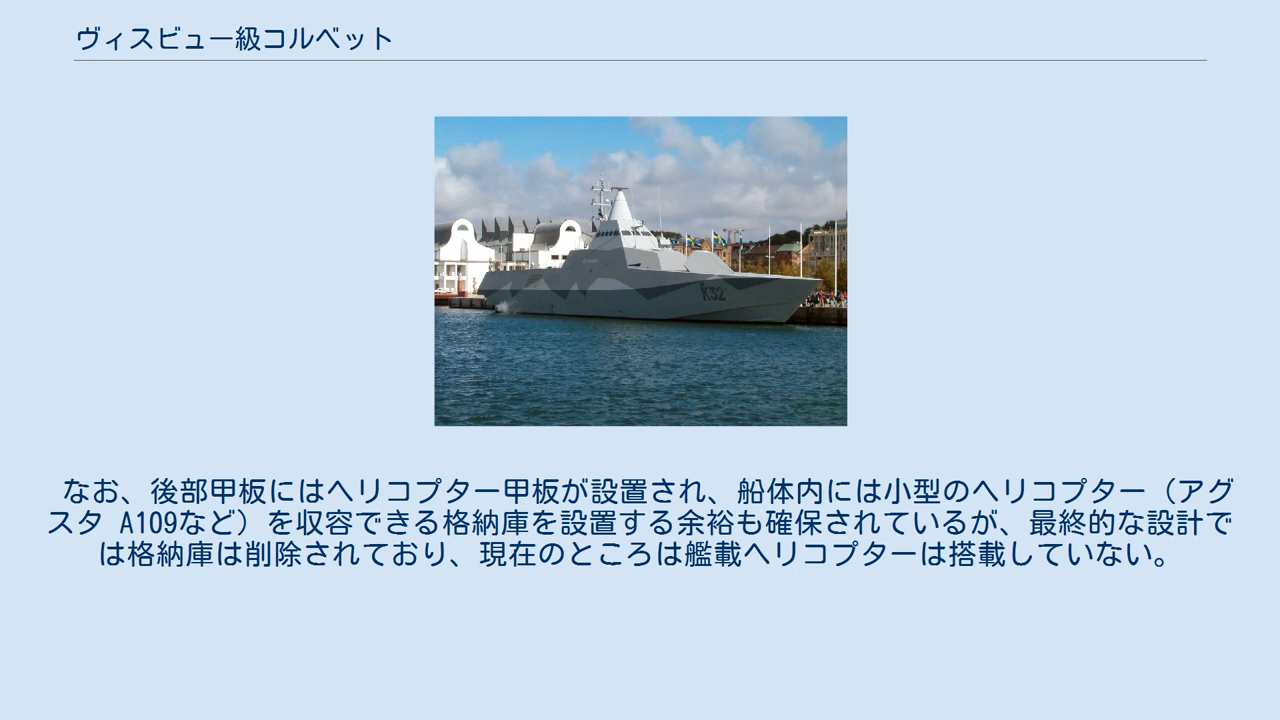 ヴィスビュー級コルベット
K32
なお、後部甲板にはヘリコプター甲板が設置され、船体内には小型のヘリコプター（アグ
スタ A109など）を収容できる格納庫を設置する余裕も確保されているが、最終的な設計で
は格納庫は削除されており、現在のところは艦載ヘリコプターは搭載していない。